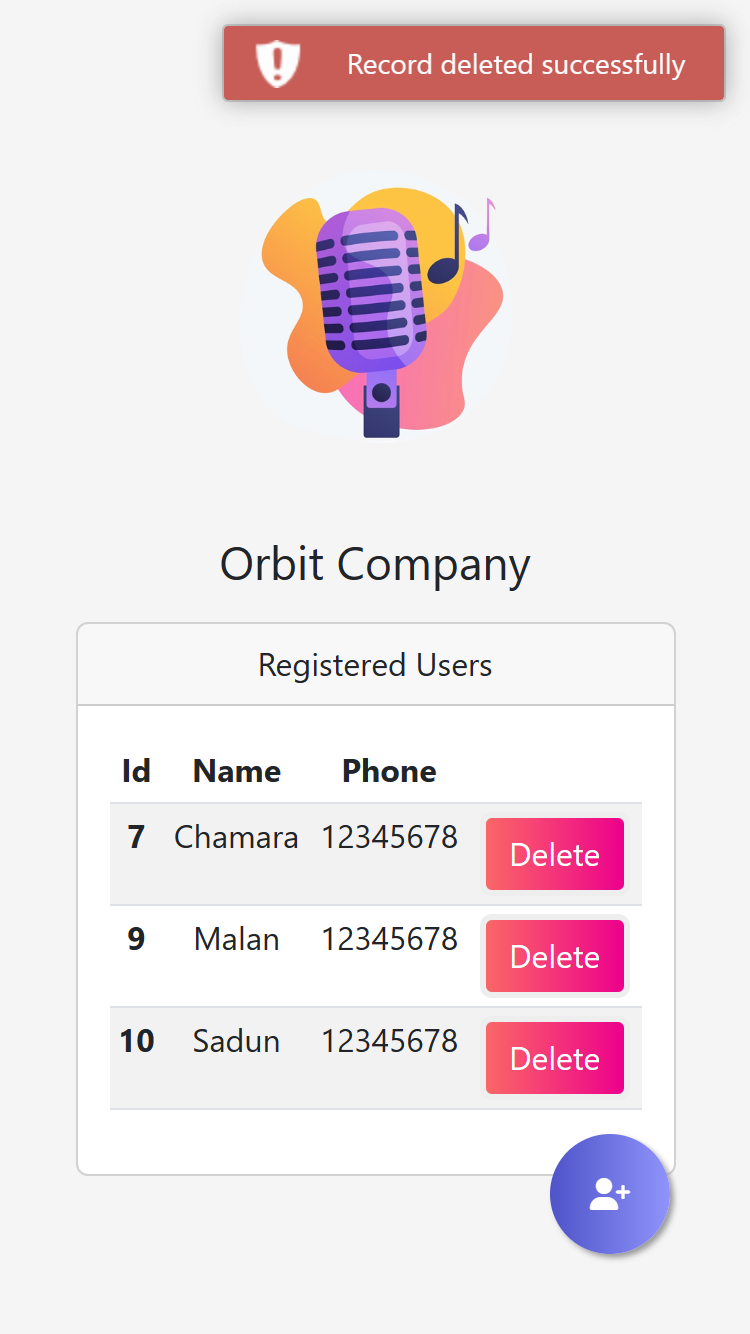 Record deleted successfully
Orbit Company
Registered Users
Id Name Phone
7 Chamara 12345678 Delete
9 Malan 12345678 Delete
10 Sadun 12345678 Delete